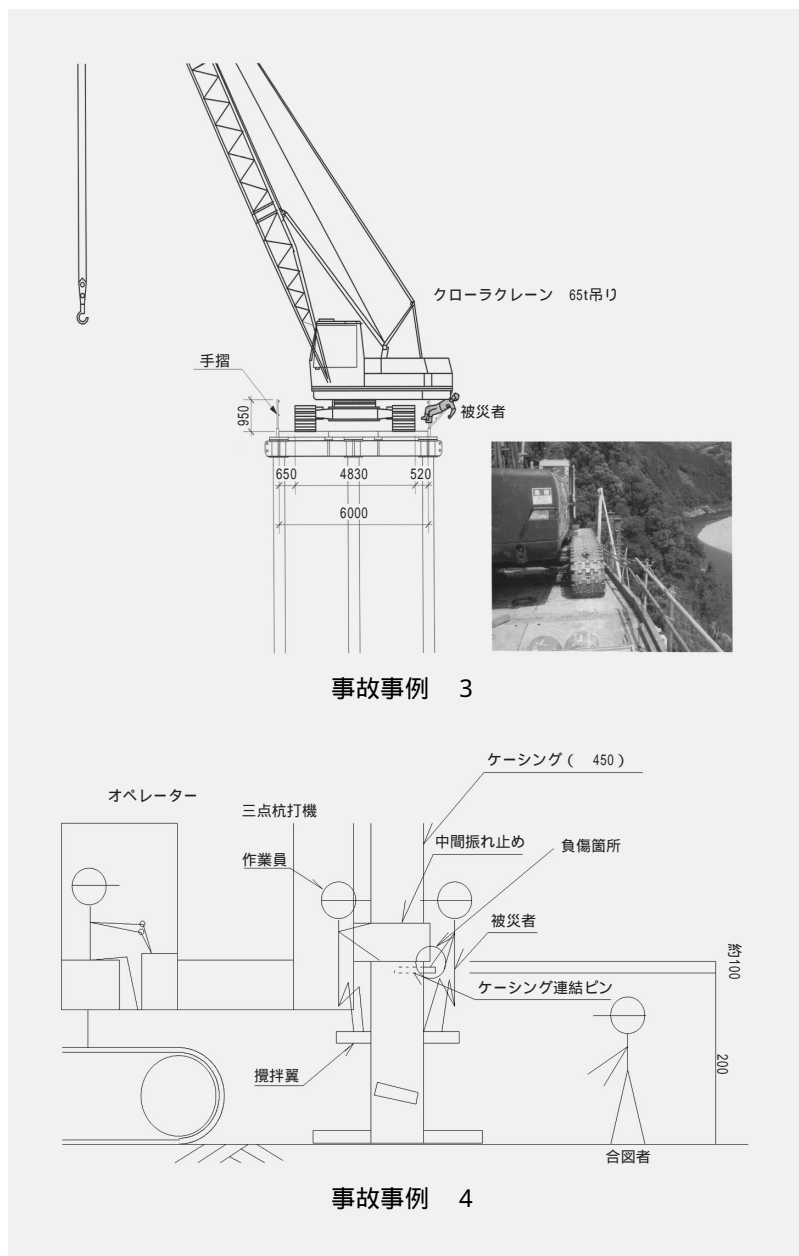 クローラクレーン 65t吊り
手摺
被災者
950
650 4830 520
6000
事故事例 3
ケーシング( 450)
オペレーター
三点杭打機
中間振れ止め
負傷箇所
作業員
被災者
約100
ケーシング連結ピン
攪拌翼
200
合図者
事故事例 4